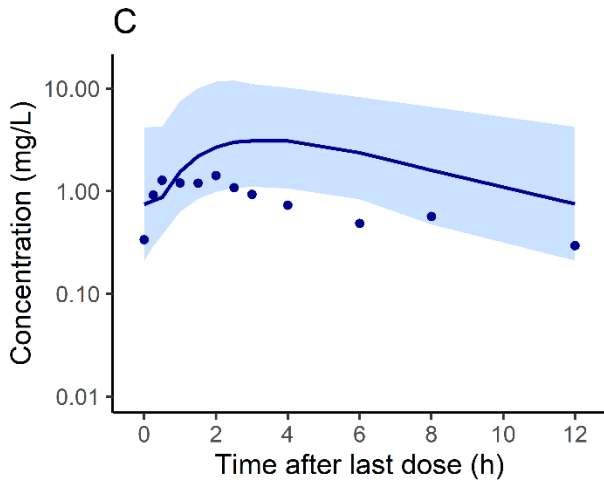 C
Concentration (mg/L)
10.00
1.00
0.10
0.01
0 2 4 6 8 10 12
Time after last dose (h)